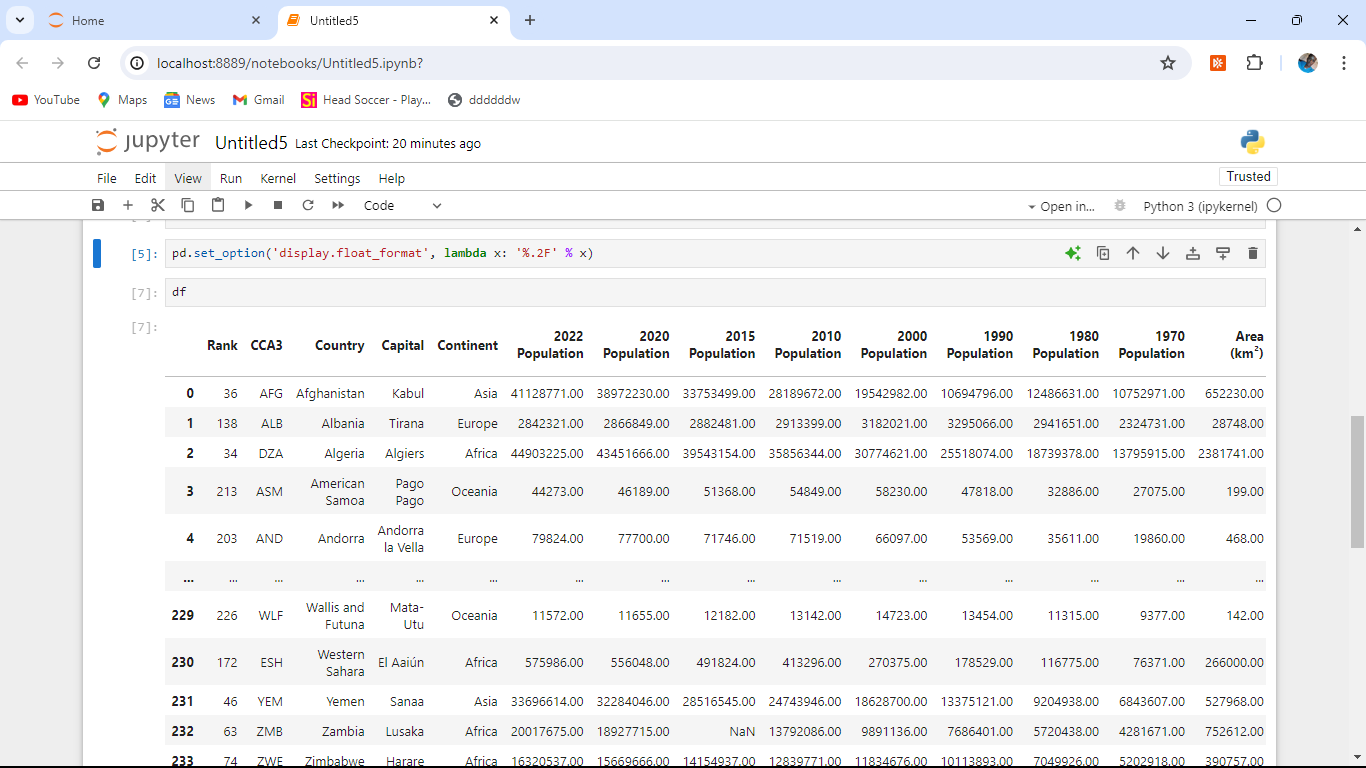 Home
Untitled5
localhost:8889/notebooks/Untitled5.ipynb?
YouTube Maps News Gmail Head Soccer - Play... ddddddw
jupyter Untitled5 Last Checkpoint: 20 minutes ago
File Edit View Run Kernel Settings Help Trusted
Code Open in... Python 3 (ipykernel)
[5]: pd.set_option('display.float_format', lambda x: '%.2F' % x)
[7]: df
[7]:
Rank CCA3 Country Capital Continent 2022 Population 2020 Population 2015 Population 2010 Population 2000 Population 1990 Population 1980 Population 1970 Population Area (km²)
0 36 AFG Afghanistan Kabul Asia 41128771.00 38972230.00 33753499.00 28189672.00 19542982.00 10694796.00 12486631.00 10752971.00 652230.00
1 138 ALB Albania Tirana Europe 2842321.00 2866849.00 2882481.00 2913399.00 3182021.00 3295066.00 2941651.00 2324731.00 28748.00
2 34 DZA Algeria Algiers Africa 44903225.00 43451666.00 39543154.00 35856344.00 30774621.00 25518074.00 18739378.00 13795915.00 2381741.00
3 213 ASM American Samoa Pago Pago Oceania 44273.00 46189.00 51368.00 54849.00 58230.00 47818.00 32886.00 27075.00 199.00
4 203 AND Andorra Andorra la Vella Europe 79824.00 77700.00 71746.00 71519.00 66097.00 53569.00 35611.00 19860.00 468.00
... ... ... ... ... ... ... ... ... ... ... ... ... ... ...
229 226 WLF Wallis and Futuna Mata-Utu Oceania 11572.00 11655.00 12182.00 13142.00 14723.00 13454.00 11315.00 9377.00 142.00
230 172 ESH Western Sahara El Aaiún Africa 575986.00 556048.00 491824.00 413296.00 270375.00 178529.00 116775.00 76371.00 266000.00
231 46 YEM Yemen Sanaa Asia 33696614.00 32284046.00 28516545.00 24743946.00 18628700.00 13375121.00 9204938.00 6843607.00 527968.00
232 63 ZMB Zambia Lusaka Africa 20017675.00 18927715.00 NaN 13792086.00 9891136.00 7686401.00 5720438.00 4281671.00 752612.00
233 74 ZWE Zimbabwe Harare Africa 16320537.00 15669666.00 14154937.00 12839771.00 11834676.00 10113893.00 7049926.00 5202918.00 390757.00